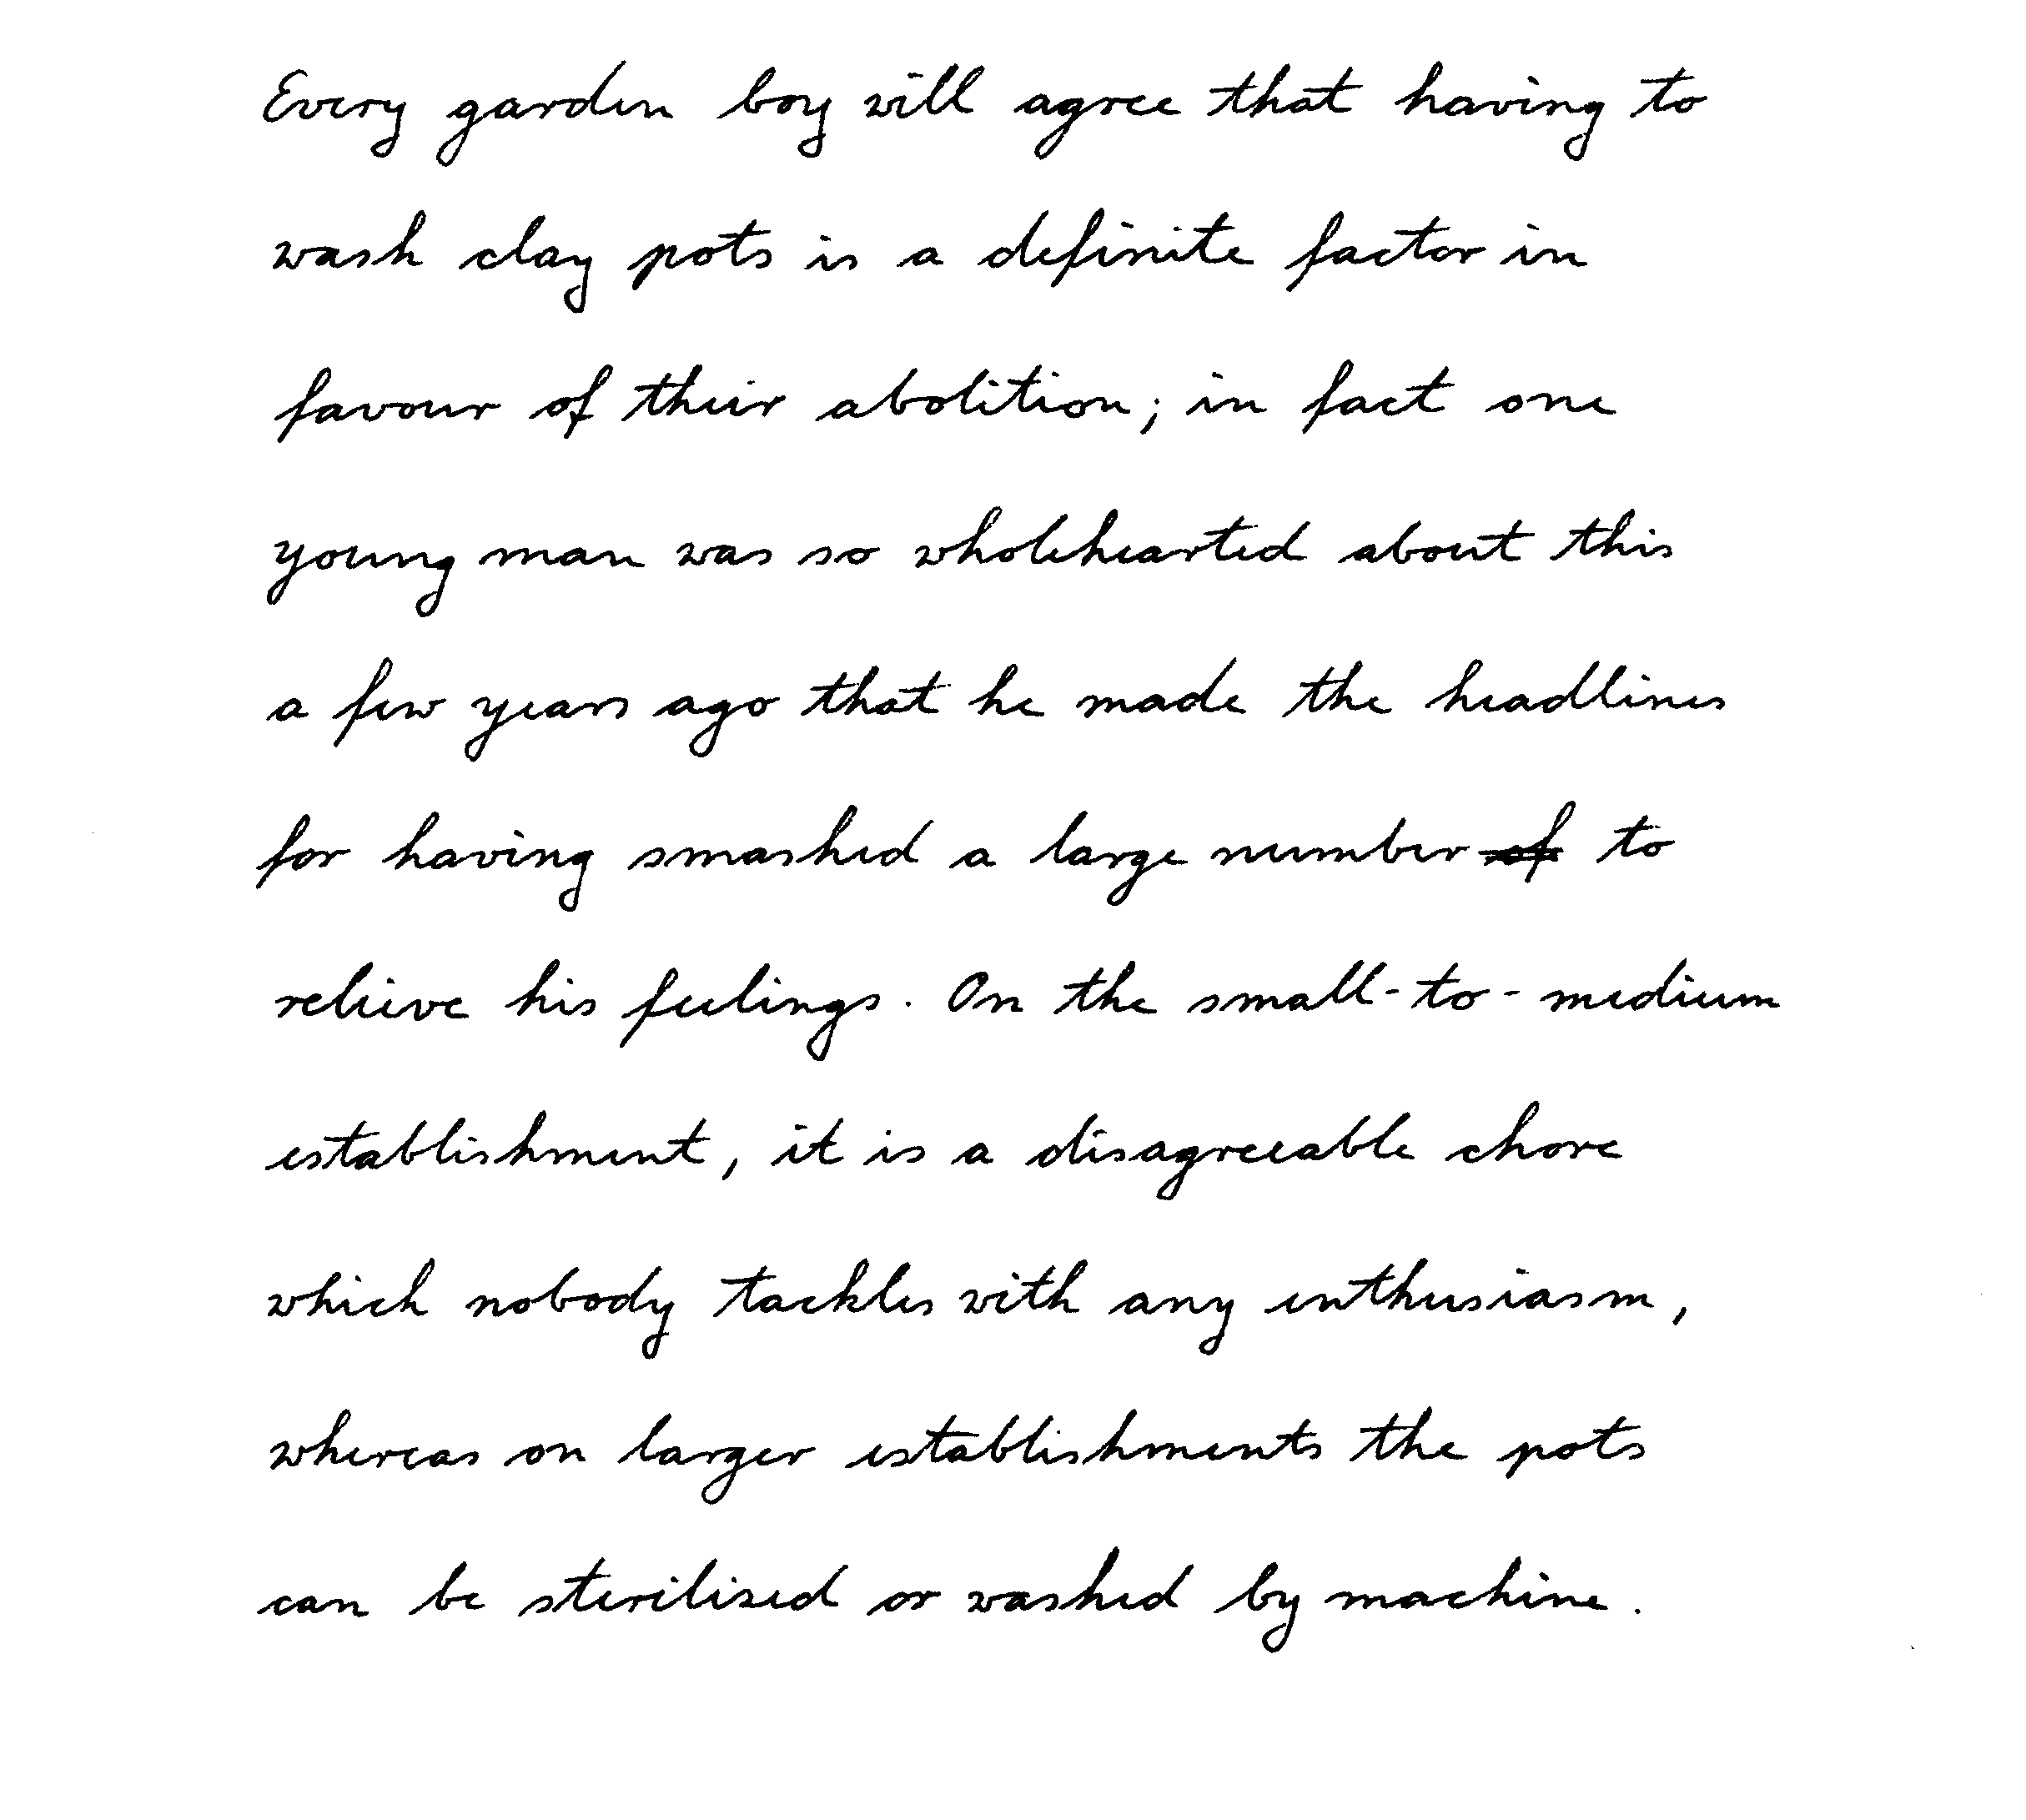 Every garden boy will agree that having to
wash clay pots is a definite factor in
favour of their abolition; in fact one
young man was so wholehearted about this
a few years ago that he made the headlines
for having smashed a large number of to
relieve his feelings. On the small-to-medium
establishment, it is a disagreeable chore
which nobody tackles with any enthusiasm,
whereas on larger establishments the pots
can be sterilised or washed by machine.